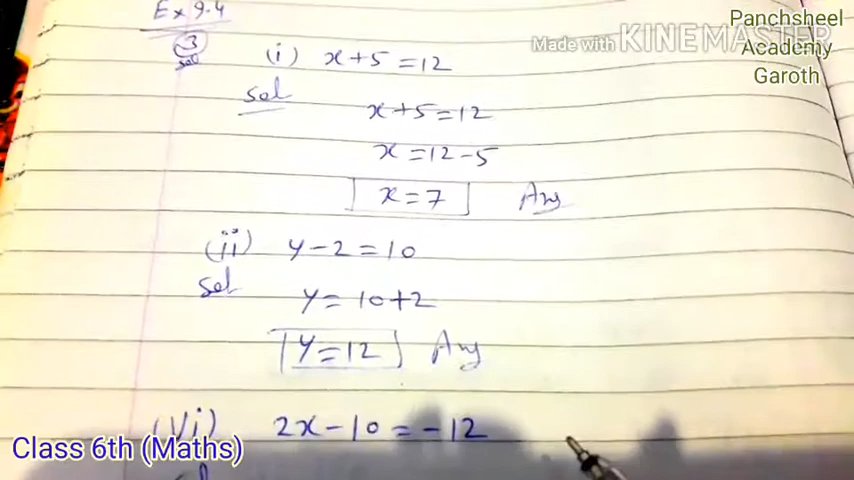 Ex 9.4
Panchsheel
Academy
Garoth
Made with KINEMASTER
3
sol
(i) x+5=12
sol
x+5=12
x=12-5
x=7 Ans
(ii) y-2=10
sol
y=10+2
y=12 Ans
(vi) 2x-10=-12
Class 6th (Maths)